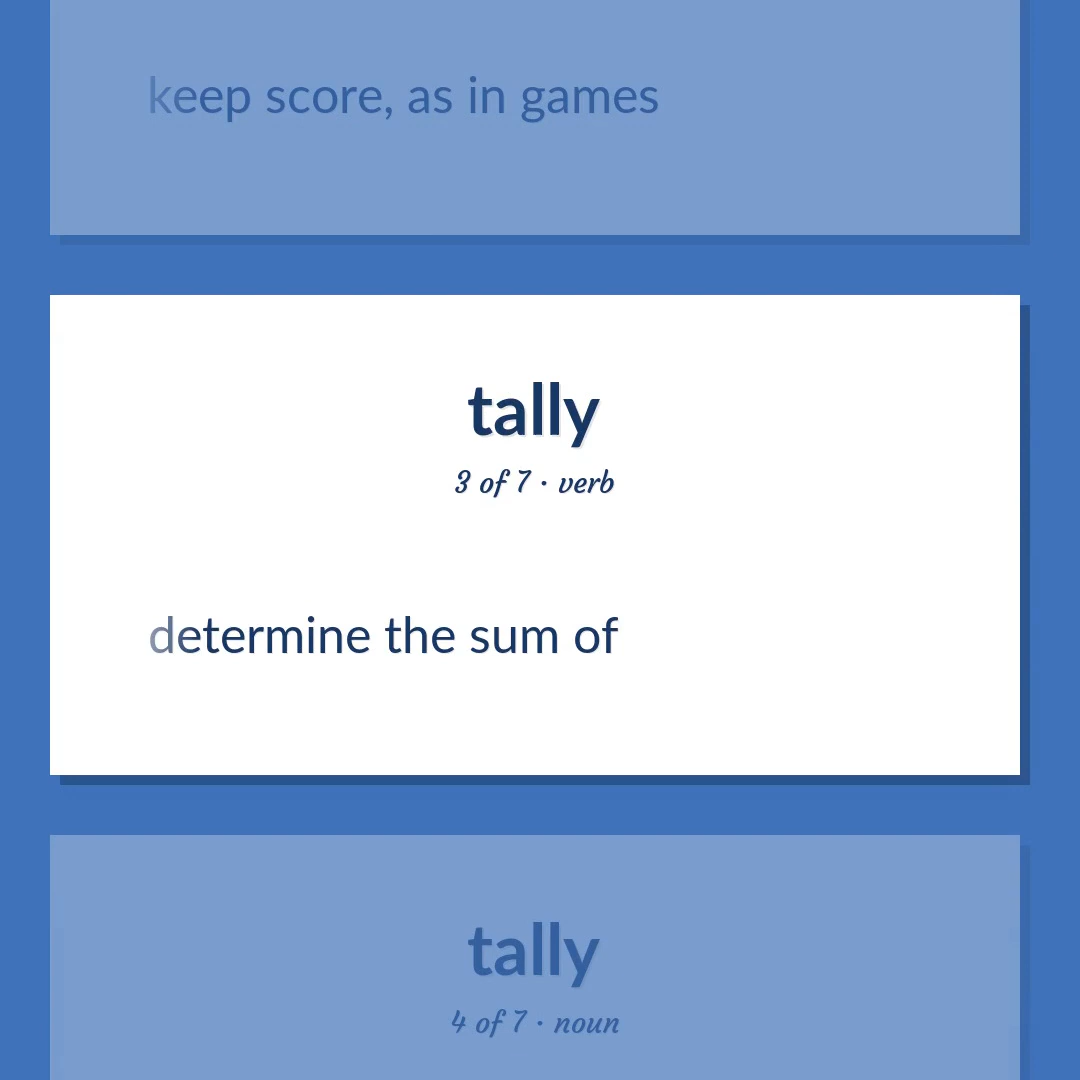 keep score, as in games
tally
3 of 7 · verb
determine the sum of
tally
4 of 7 · noun